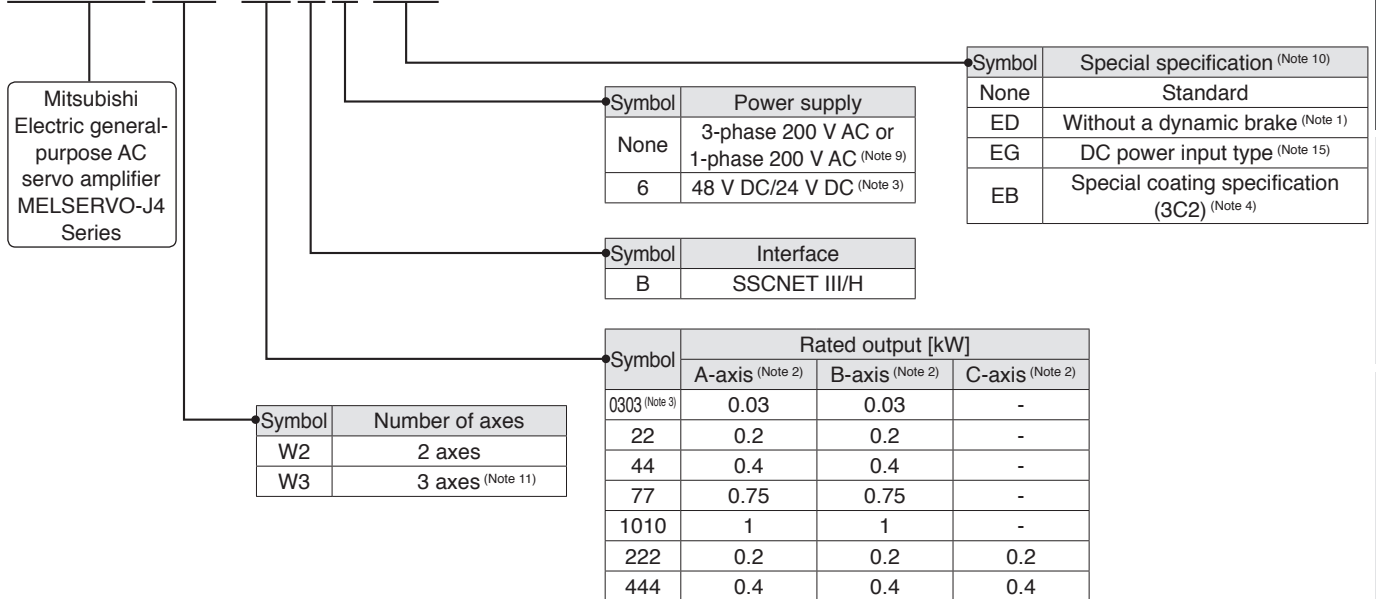 Mitsubishi
Electric general-
purpose AC
servo amplifier
MELSERVO-J4
Series
Symbol Number of axes
W2 2 axes
W3 3 axes (Note 11)
Symbol Power supply
None 3-phase 200 V AC or
1-phase 200 V AC (Note 9)
6 48 V DC/24 V DC (Note 3)
Symbol Interface
B SSCNET III/H
Symbol Rated output [kW]
A-axis (Note 2) B-axis (Note 2) C-axis (Note 2)
0303 (Note 3) 0.03 0.03 -
22 0.2 0.2 -
44 0.4 0.4 -
77 0.75 0.75 -
1010 1 1 -
222 0.2 0.2 0.2
444 0.4 0.4 0.4
Symbol Special specification (Note 10)
None Standard
ED Without a dynamic brake (Note 1)
EG DC power input type (Note 15)
EB Special coating specification
(3C2) (Note 4)